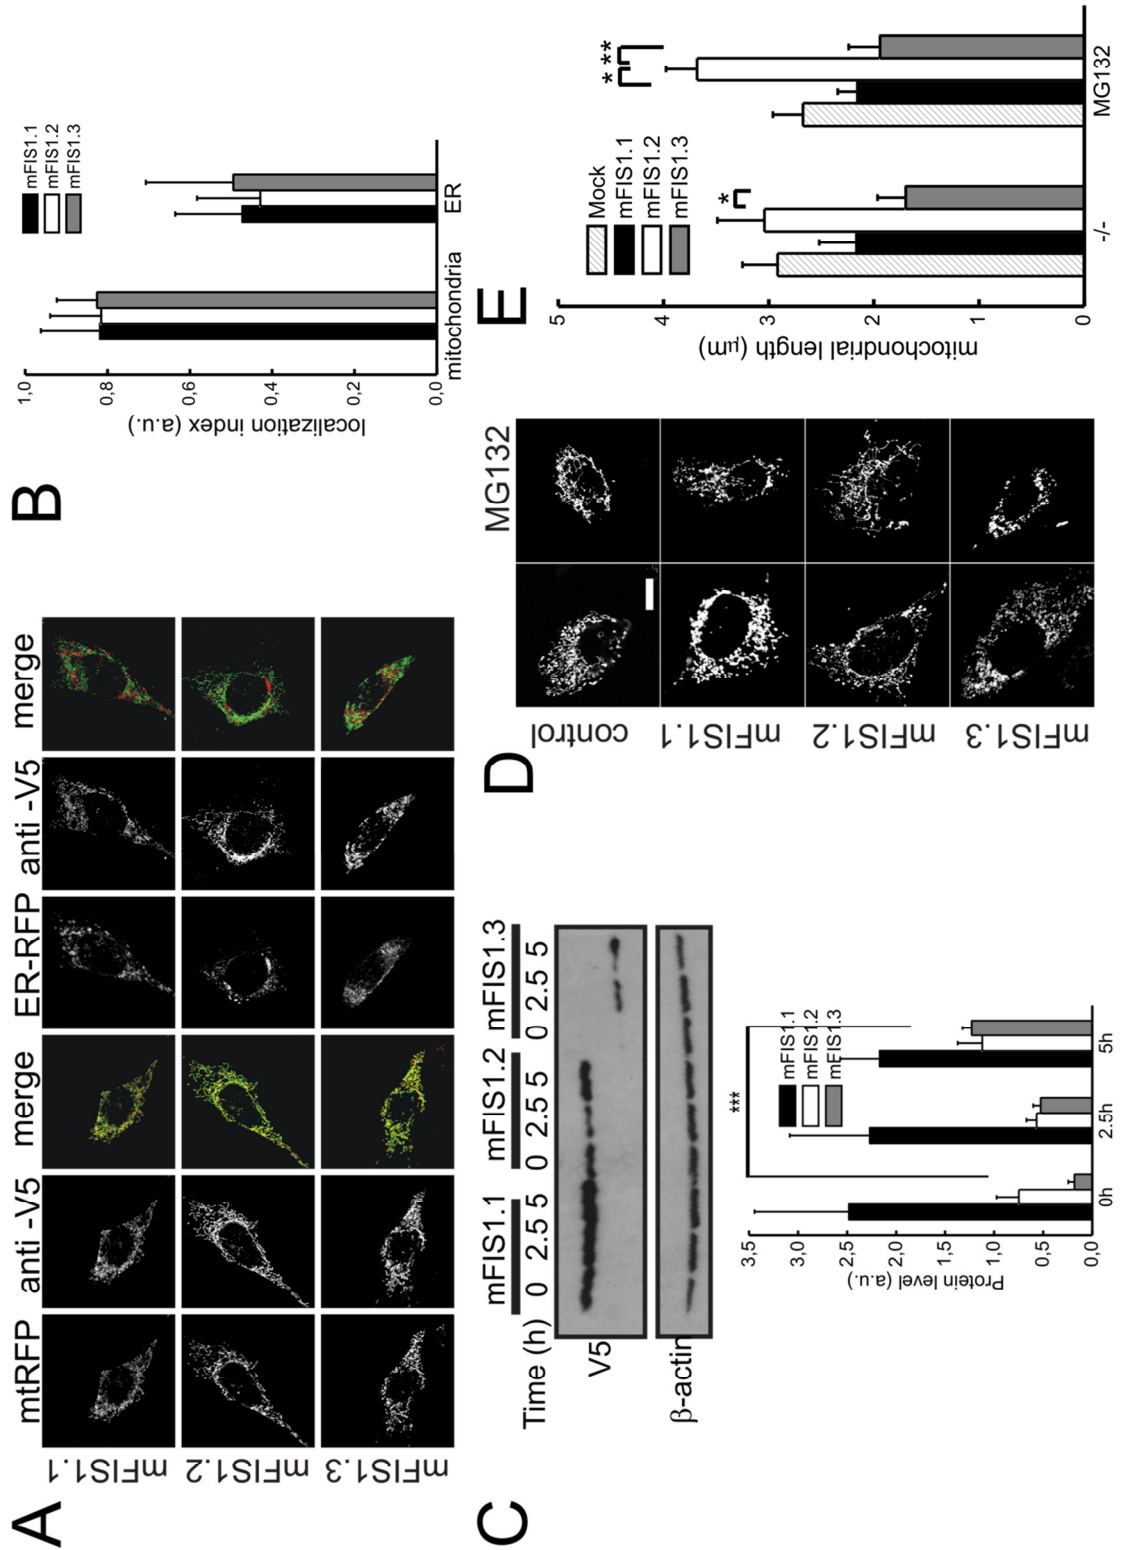 A
mtRFP anti -V5 merge ER-RFP anti -V5 merge
mFIS1.1
mFIS1.2
mFIS1.3
B
localization index (a.u.)
1,0
0,8
0,6
0,4
0,2
0,0
mitochondria ER
mFIS1.1
mFIS1.2
mFIS1.3
C
mFIS1.1 mFIS1.2 mFIS1.3
Time (h) 0 2.5 5 0 2.5 5 0 2.5 5
V5
β-actin
***
mFIS1.1
mFIS1.2
mFIS1.3
Protein level (a.u.)
3,5
3,0
2,5
2,0
1,5
1,0
0,5
0,0
0h 2.5h 5h
D
MG132
control
mFIS1.1
mFIS1.2
mFIS1.3
E
Mock
mFIS1.1
mFIS1.2
mFIS1.3
* * **
mitochondrial length (μm)
5
4
3
2
1
0
-/- MG132